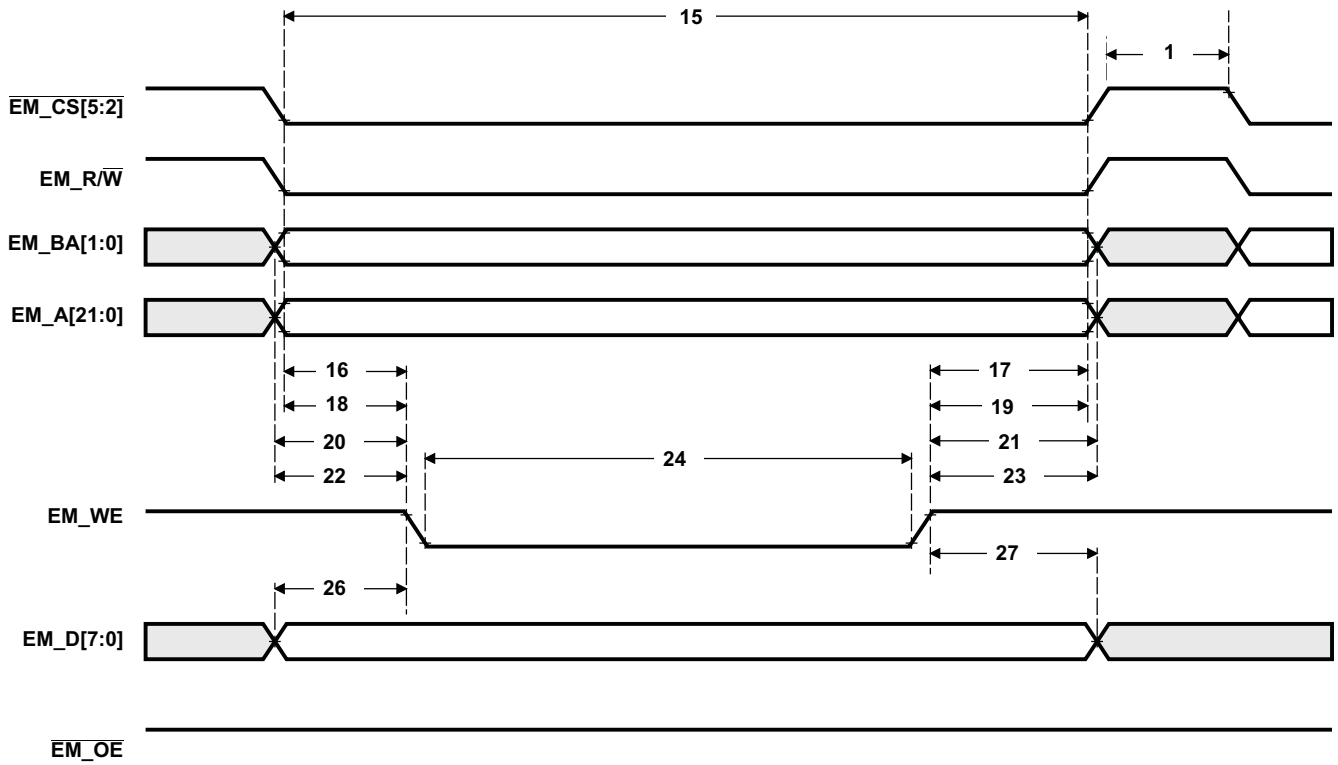 15
1
EM_CS[5:2]
EM_R/W
EM_BA[1:0]
EM_A[21:0]
16
17
18
19
20
21
22
23
24
EM_WE
27
26
EM_D[7:0]
EM_OE